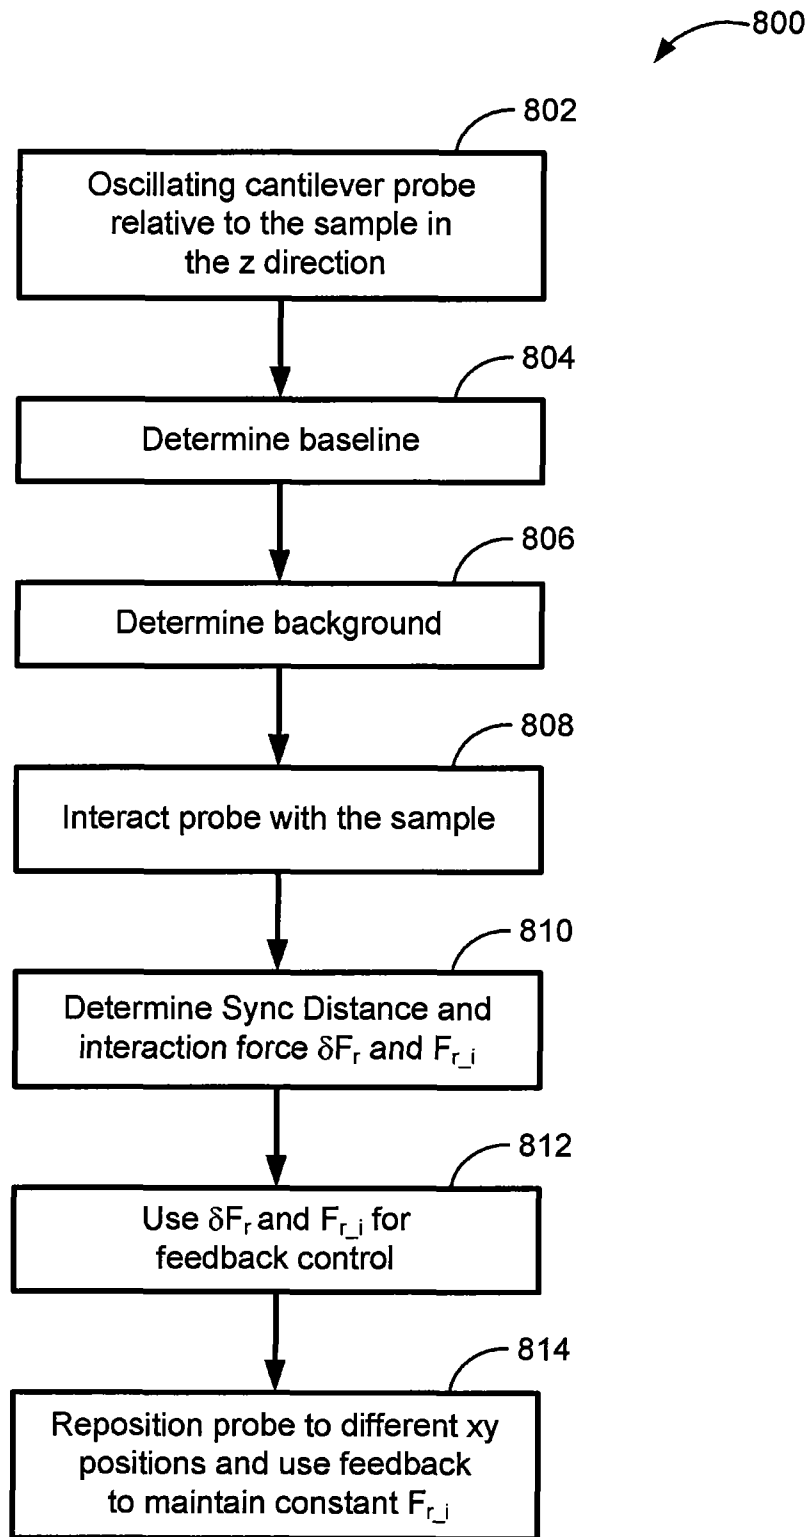 800
802
Oscillating cantilever probe
relative to the sample in
the z direction
804
Determine baseline
806
Determine background
808
Interact probe with the sample
810
Determine Sync Distance and
interaction force δFr and Fr_i
812
Use δFr and Fr_i for
feedback control
814
Reposition probe to different xy
positions and use feedback
to maintain constant Fr_i